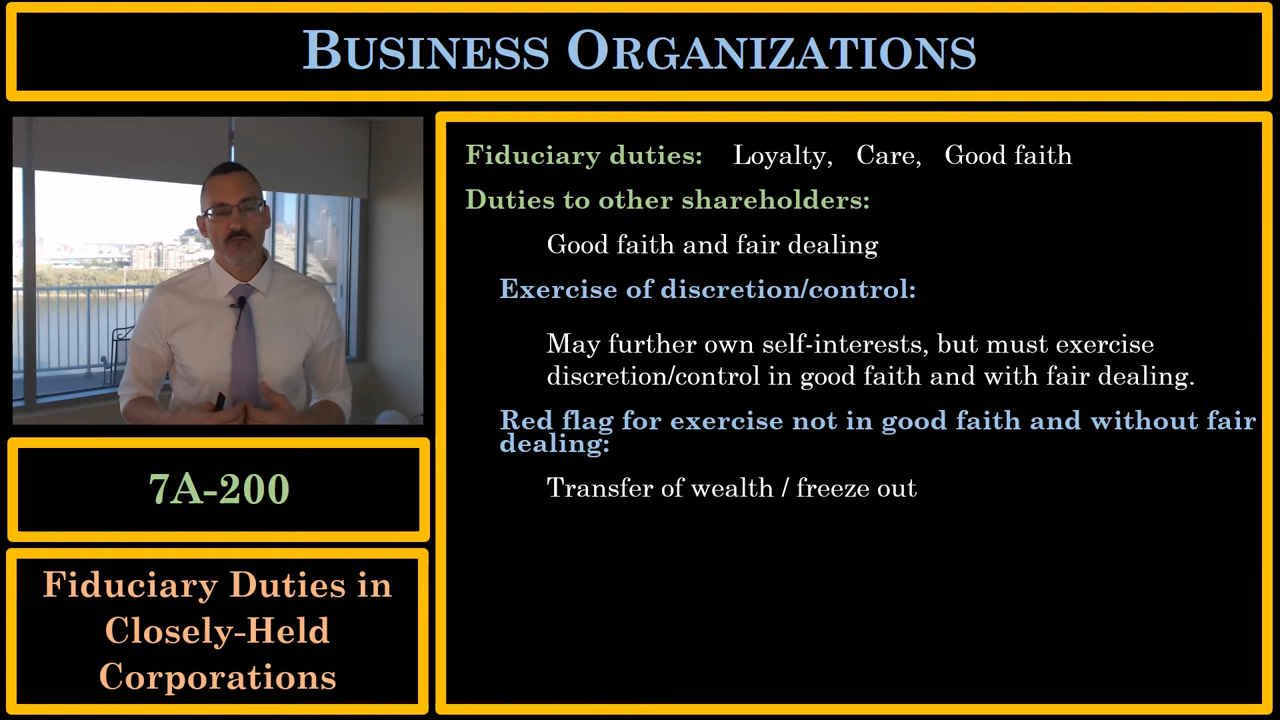 BUSINESS ORGANIZATIONS
Fiduciary duties: Loyalty, Care, Good faith
Duties to other shareholders:
Good faith and fair dealing
Exercise of discretion/control:
May further own self-interests, but must exercise
discretion/control in good faith and with fair dealing.
Red flag for exercise not in good faith and without fair
dealing:
Transfer of wealth / freeze out
7A-200
Fiduciary Duties in
Closely-Held
Corporations